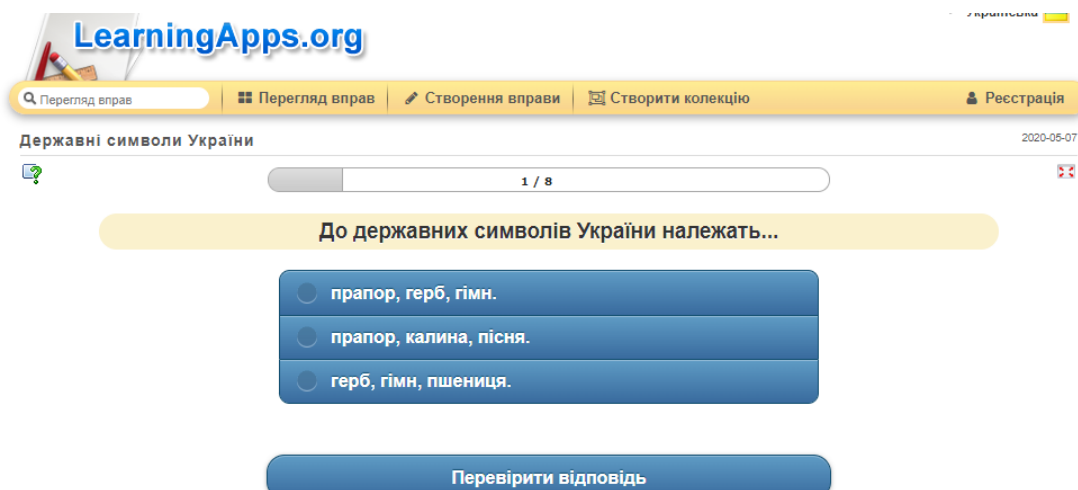 LearningApps.org
Перегляд вправ
Перегляд вправ
Створення вправи
Створити колекцію
Реєстрація
Державні символи України
2020-05-07
1 / 8
До державних символів України належать...
прапор, герб, гімн.
прапор, калина, пісня.
герб, гімн, пшениця.
Перевірити відповідь